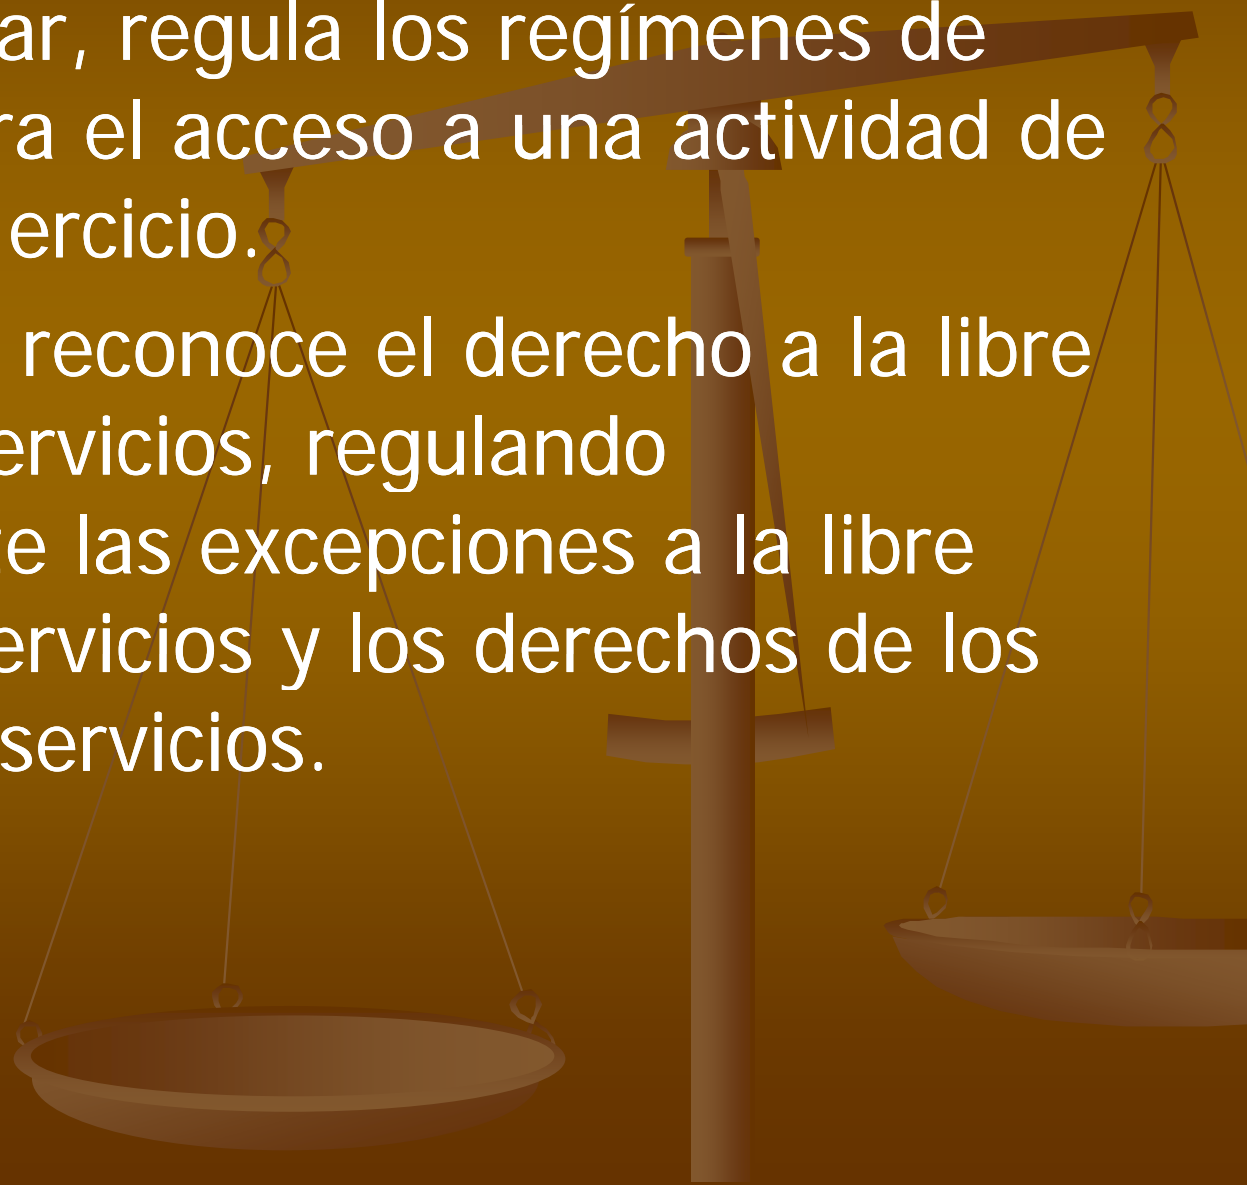 ar, regula los regímenes de
ra el acceso a una actividad de
ercicio.
reconoce el derecho a la libre
ervicios, regulando
te las excepciones a la libre
ervicios y los derechos de los
servicios.